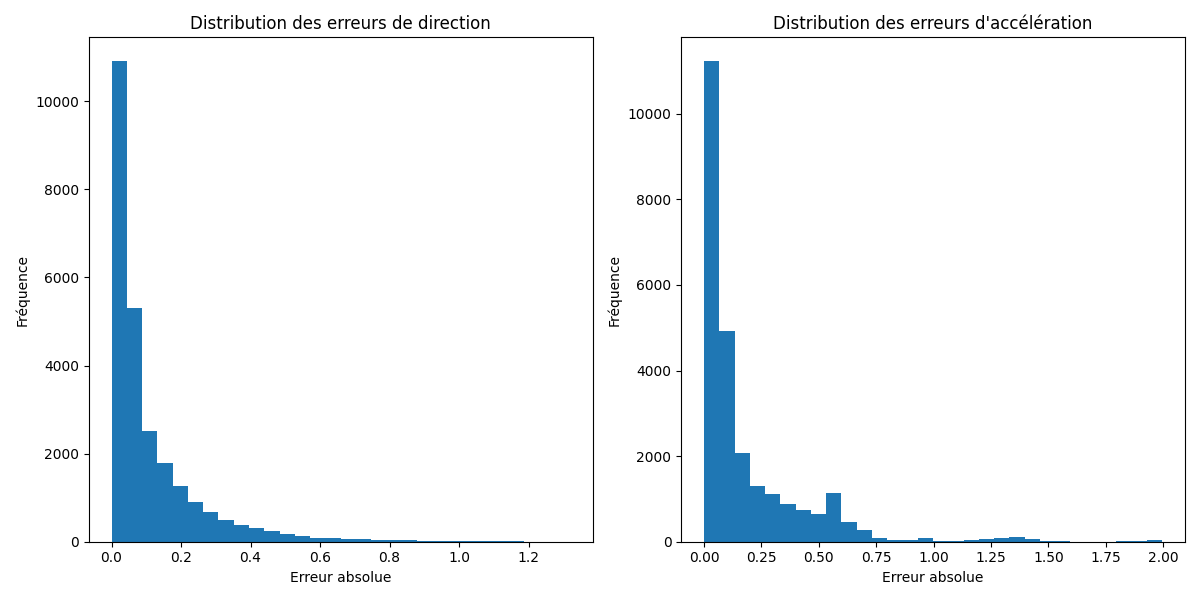 Distribution des erreurs de direction
Fréquence
10000
8000
6000
4000
2000
0
0.0 0.2 0.4 0.6 0.8 1.0 1.2
Erreur absolue
Distribution des erreurs d'accélération
Fréquence
10000
8000
6000
4000
2000
0
0.00 0.25 0.50 0.75 1.00 1.25 1.50 1.75 2.00
Erreur absolue